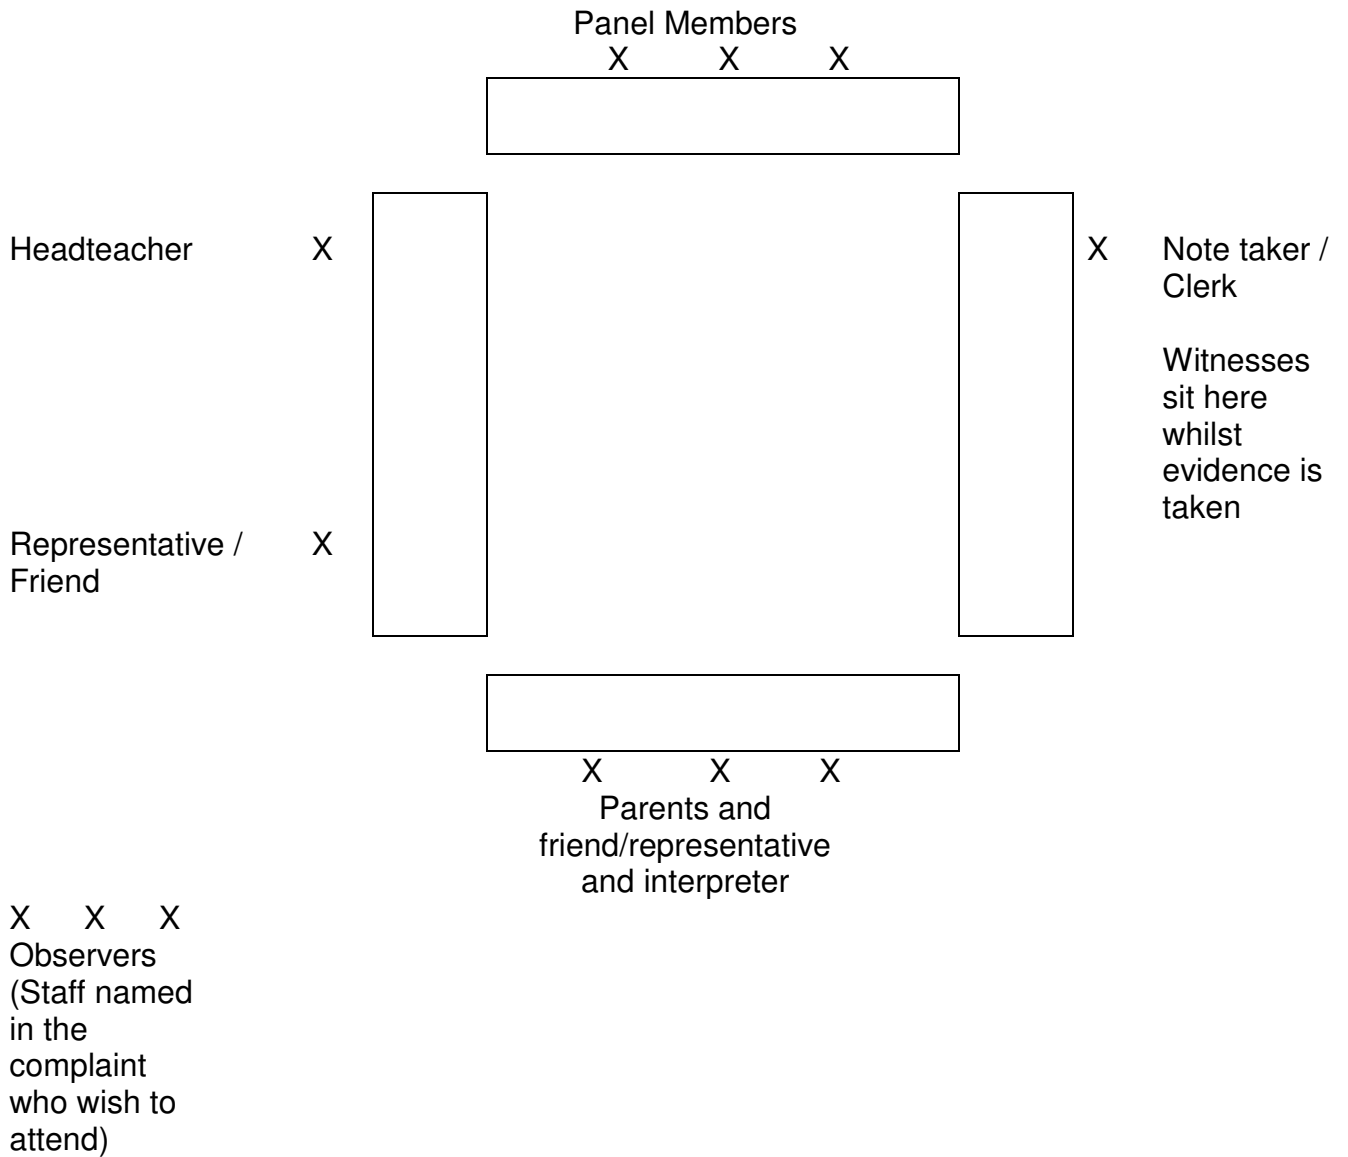 Panel Members
X X X
Headteacher X
X Note taker /
Clerk
Witnesses
sit here
whilst
evidence is
taken
Representative / X
Friend
X X X
Parents and
friend/representative
and interpreter
X X X
Observers
(Staff named
in the
complaint
who wish to
attend)